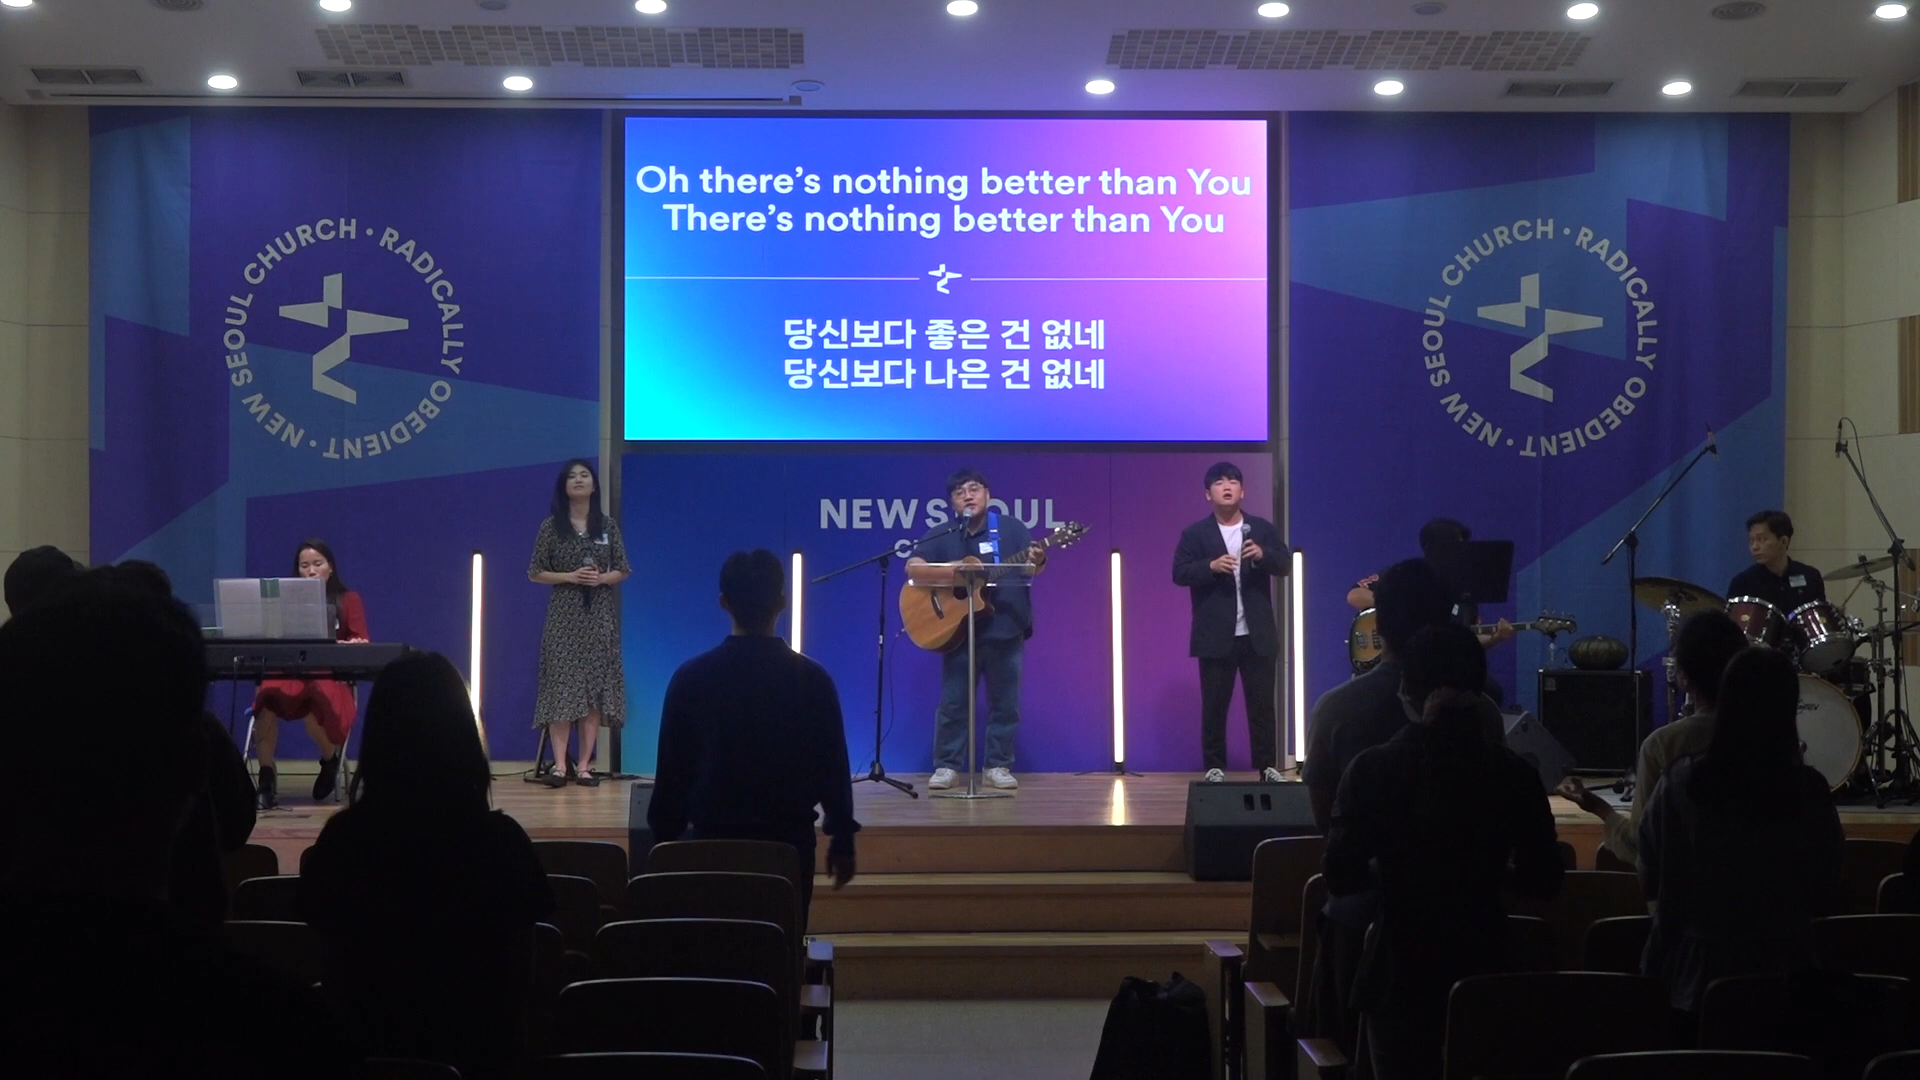 Oh there's nothing better than You
There's nothing better than You
당신보다 좋은 건 없네
당신보다 나은 건 없네
NEW SEOUL CHURCH · RADICALLY OBEDIENT ·
NEW SEOUL CHURCH · RADICALLY OBEDIENT ·
NEW SEOUL